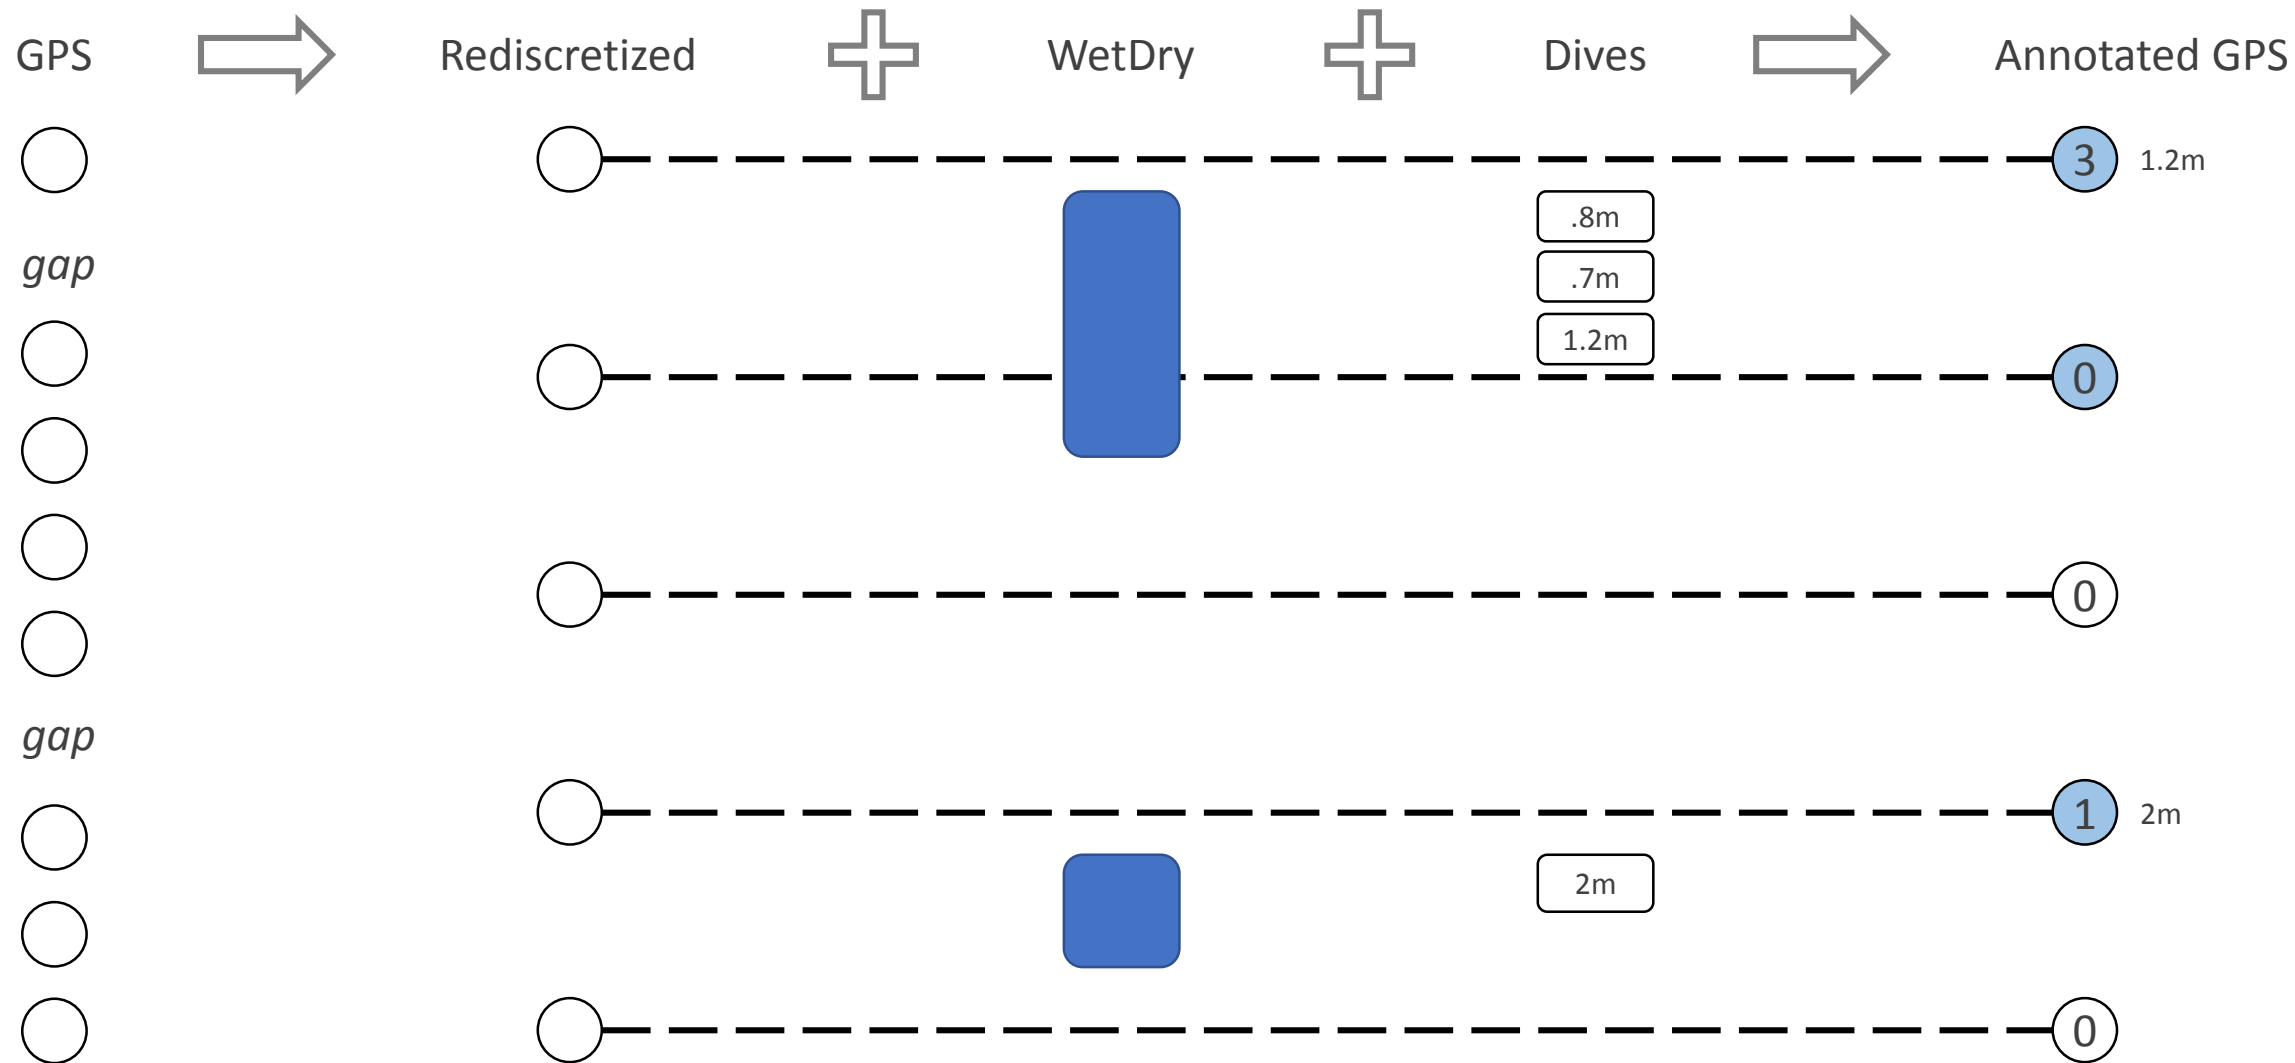 GPS Rediscretized WetDry Dives Annotated GPS
3 1.2m
.8m
gap .7m
1.2m
0
0
gap
1 2m
2m
0